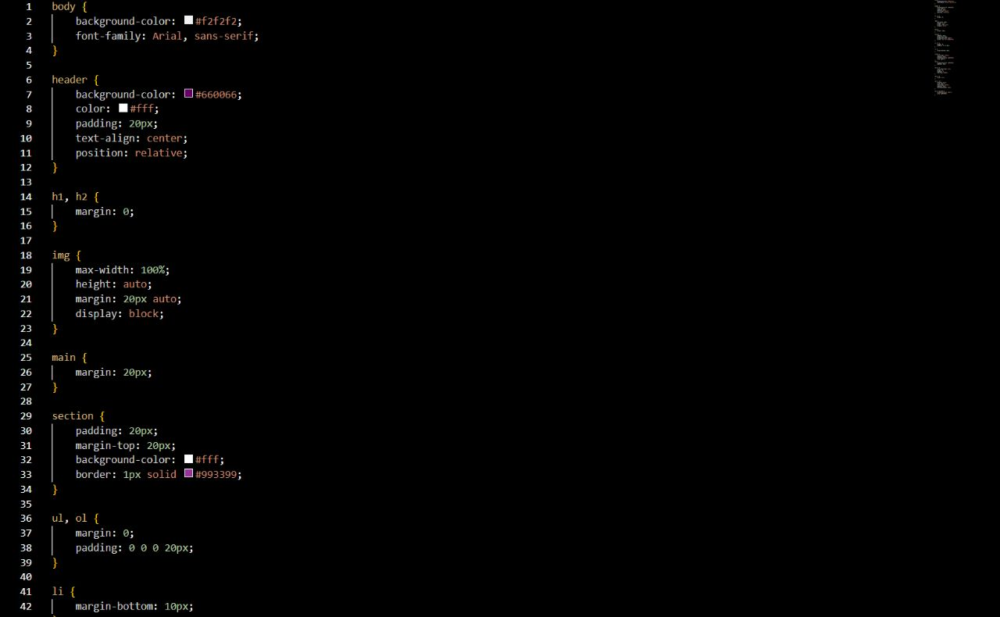 1 body {
2     background-color: #f2f2f2;
3     font-family: Arial, sans-serif;
4 }
5
6 header {
7     background-color: #660066;
8     color: #fff;
9     padding: 20px;
10     text-align: center;
11     position: relative;
12 }
13
14 h1, h2 {
15     margin: 0;
16 }
17
18 img {
19     max-width: 100%;
20     height: auto;
21     margin: 20px auto;
22     display: block;
23 }
24
25 main {
26     margin: 20px;
27 }
28
29 section {
30     padding: 20px;
31     margin-top: 20px;
32     background-color: #fff;
33     border: 1px solid #993399;
34 }
35
36 ul, ol {
37     margin: 0;
38     padding: 0 0 0 20px;
39 }
40
41 li {
42     margin-bottom: 10px;